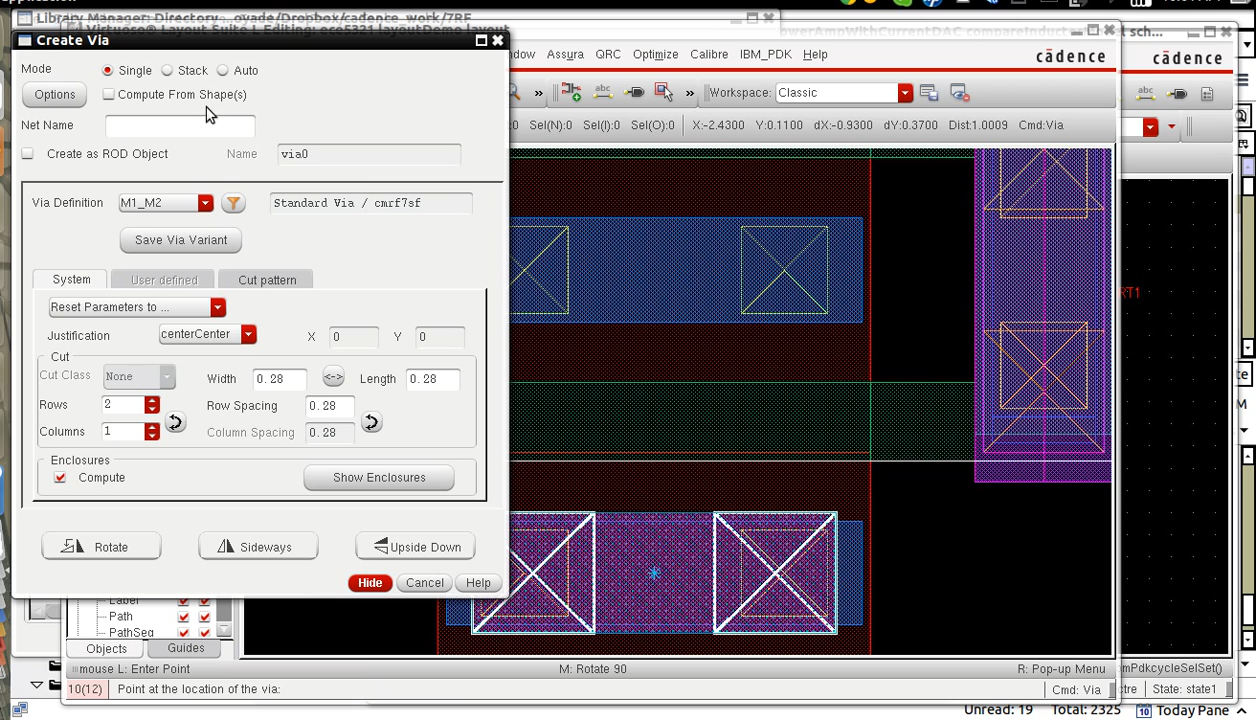 Application
Library Manager: Directory ...oyade/Dropbox/cadence_work/7RF
Virtuoso® Layout Suite L Editing: ece5321 layoutDemo layout
Create Via
Mode
Single
Stack
Auto
Options
Compute From Shape(s)
Net Name
Create as ROD Object
Name
via0
Via Definition
M1_M2
Standard Via / cmrf7sf
Save Via Variant
System
User defined
Cut pattern
Reset Parameters to ...
Justification
centerCenter
X
0
Y
0
Cut
Cut Class
None
Width
0.28
<->
Length
0.28
Rows
2
Row Spacing
0.28
Columns
1
Column Spacing
0.28
Enclosures
Compute
Show Enclosures
Rotate
Sideways
Upside Down
Hide
Cancel
Help
Label
Path
PathSeg
Objects
Guides
Assura
QRC
Optimize
Calibre
IBM_PDK
Help
cādence
cādence
»
abc
»
Workspace:
Classic
abc
Sel(N):0
Sel(I):0
Sel(O):0
X:-2.4300
Y:0.1100
dX:-0.9300
dY:0.3700
Dist:1.0009
Cmd:Via
RT1
mouse L: Enter Point
M: Rotate 90
R: Pop-up Menu
10(12)
Point at the location of the via:
Cmd: Via
State: state1
Unread: 19
Total: 2325
10
Today Pane